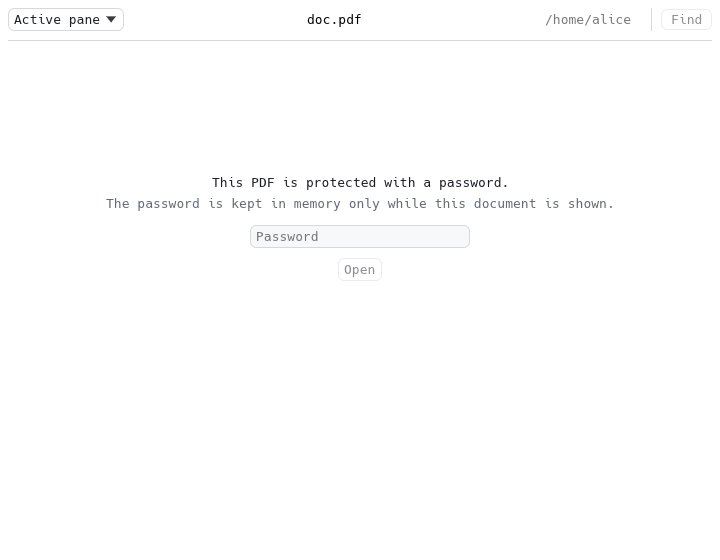 Active pane doc.pdf /home/alice Find
This PDF is protected with a password.
The password is kept in memory only while this document is shown.
Password
Open